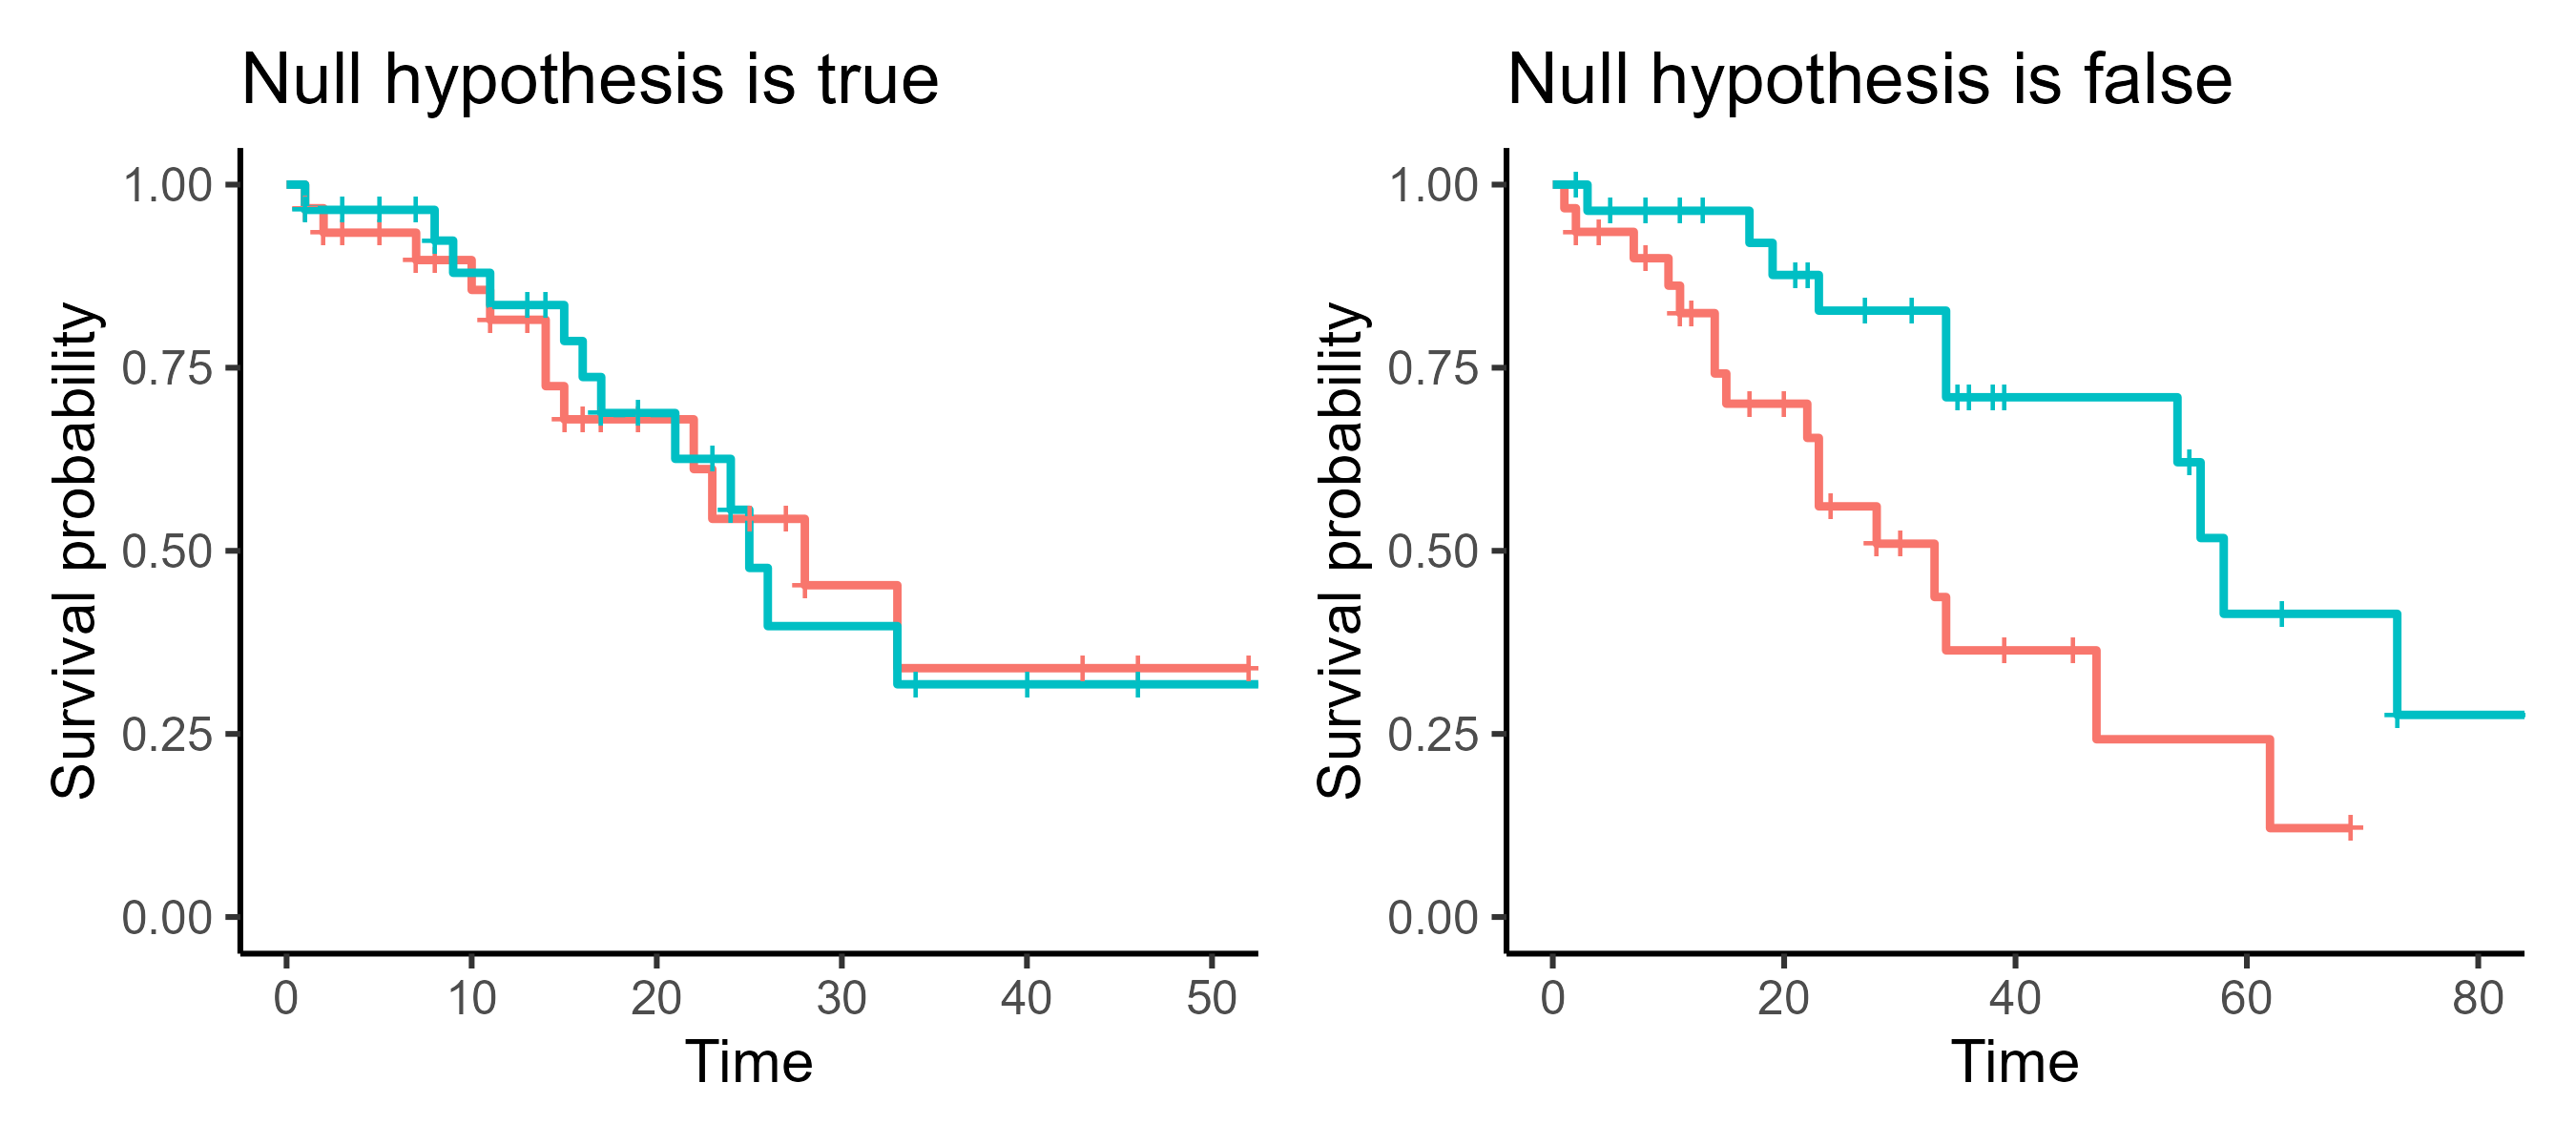 Null hypothesis is true
Survival probability
1.00
0.75
0.50
0.25
0.00
0 10 20 30 40 50
Time
Null hypothesis is false
Survival probability
1.00
0.75
0.50
0.25
0.00
0 20 40 60 80
Time